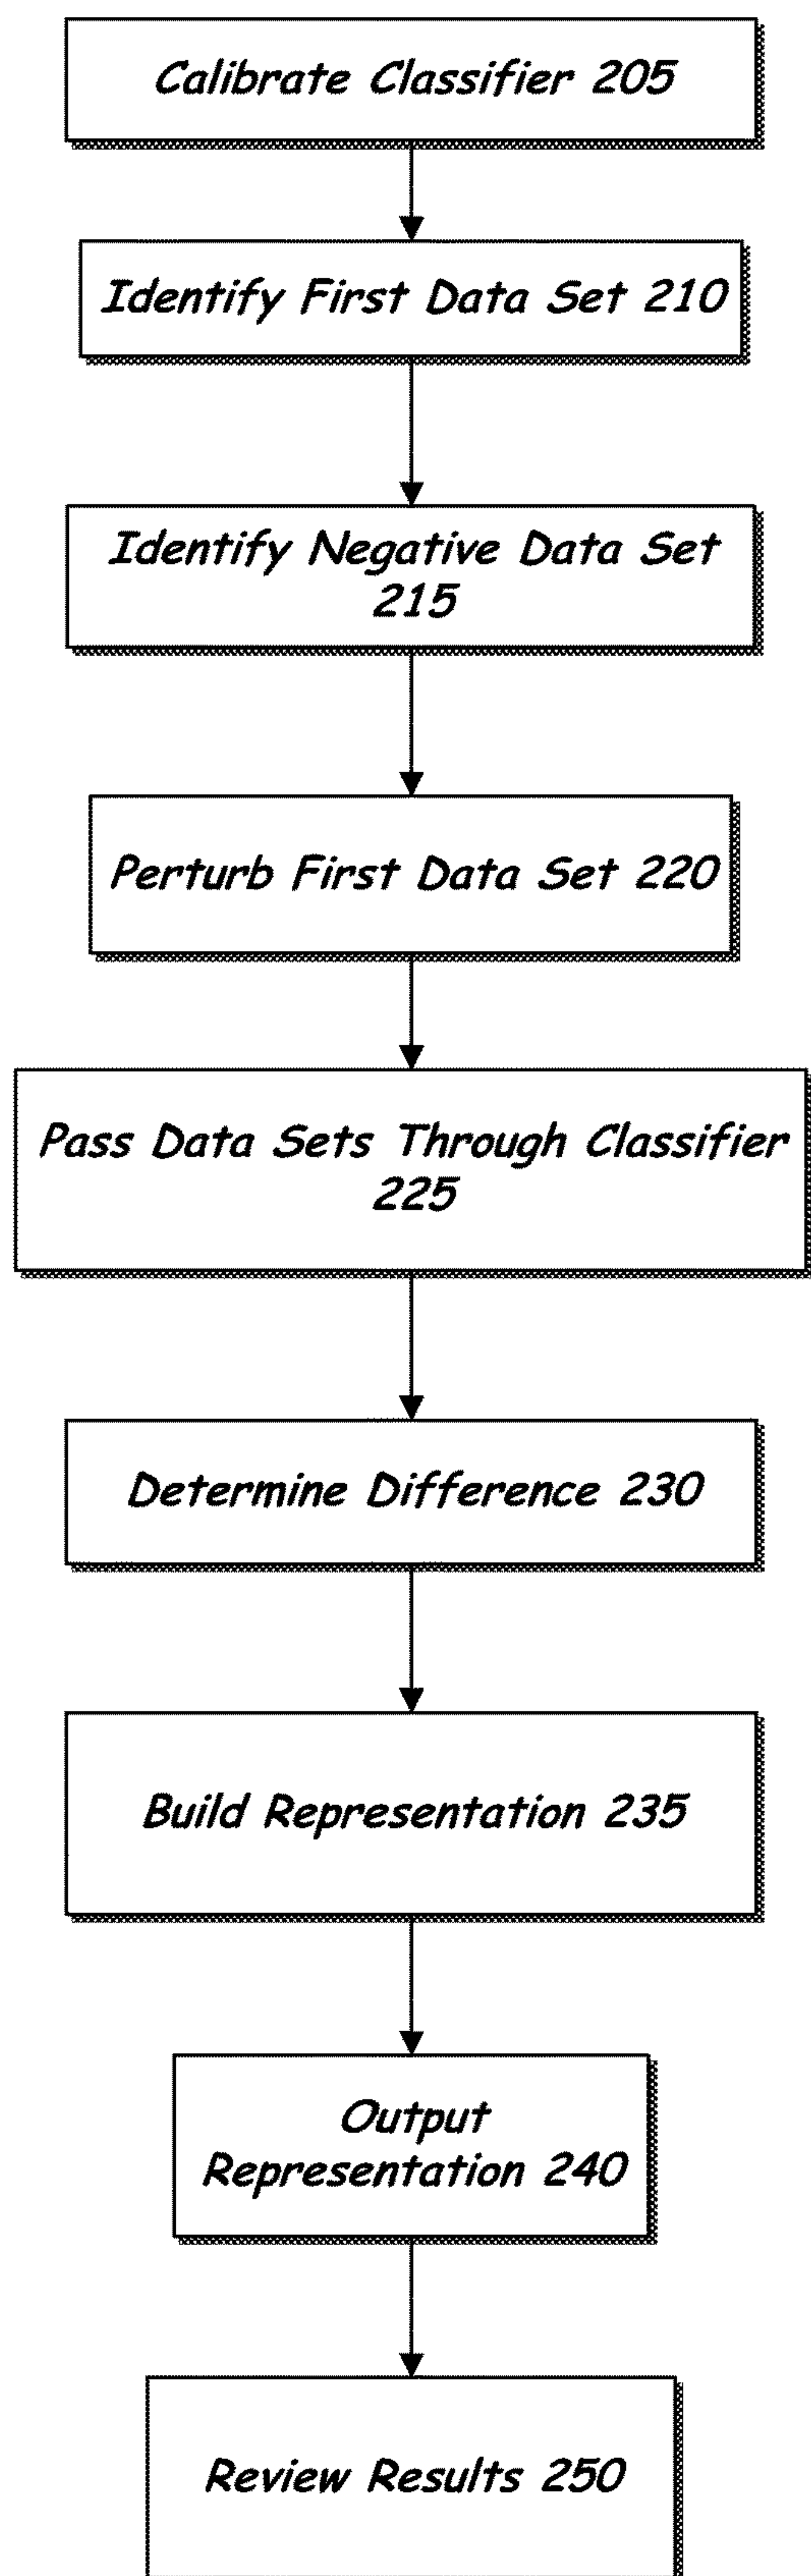 Calibrate Classifier 205
Identify First Data Set 210
Identify Negative Data Set
215
Perturb First Data Set 220
Pass Data Sets Through Classifier
225
Determine Difference 230
Build Representation 235
Output
Representation 240
Review Results 250